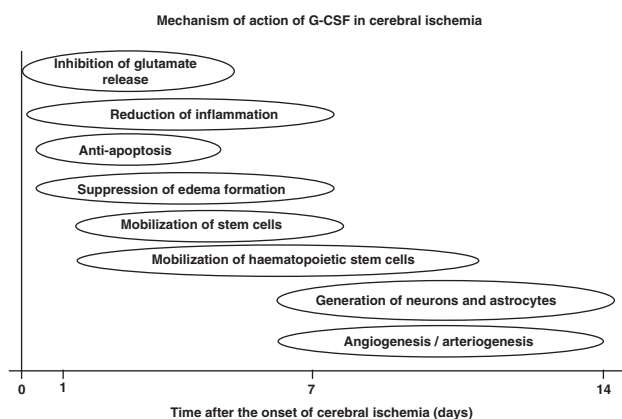 Mechanism of action of G-CSF in cerebral ischemia
Inhibition of glutamate
release
Reduction of inflammation
Anti-apoptosis
Suppression of edema formation
Mobilization of stem cells
Mobilization of haematopoietic stem cells
Generation of neurons and astrocytes
Angiogenesis / arteriogenesis
0 1 7 14
Time after the onset of cerebral ischemia (days)